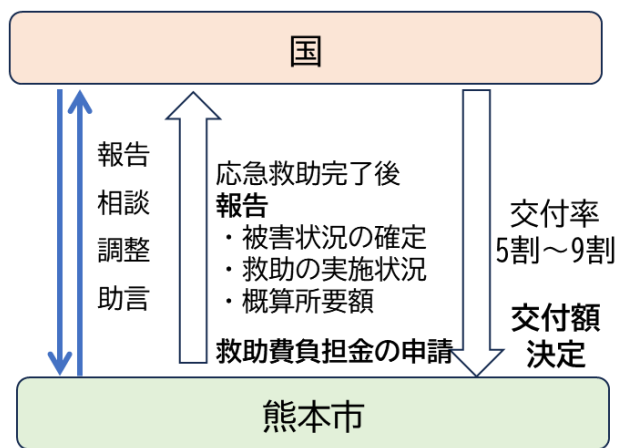 国
報告
相談
調整
助言
応急救助完了後
報告
・被害状況の確定
・救助の実施状況
・概算所要額
救助費負担金の申請
交付率
5割～9割
交付額
決定
熊本市